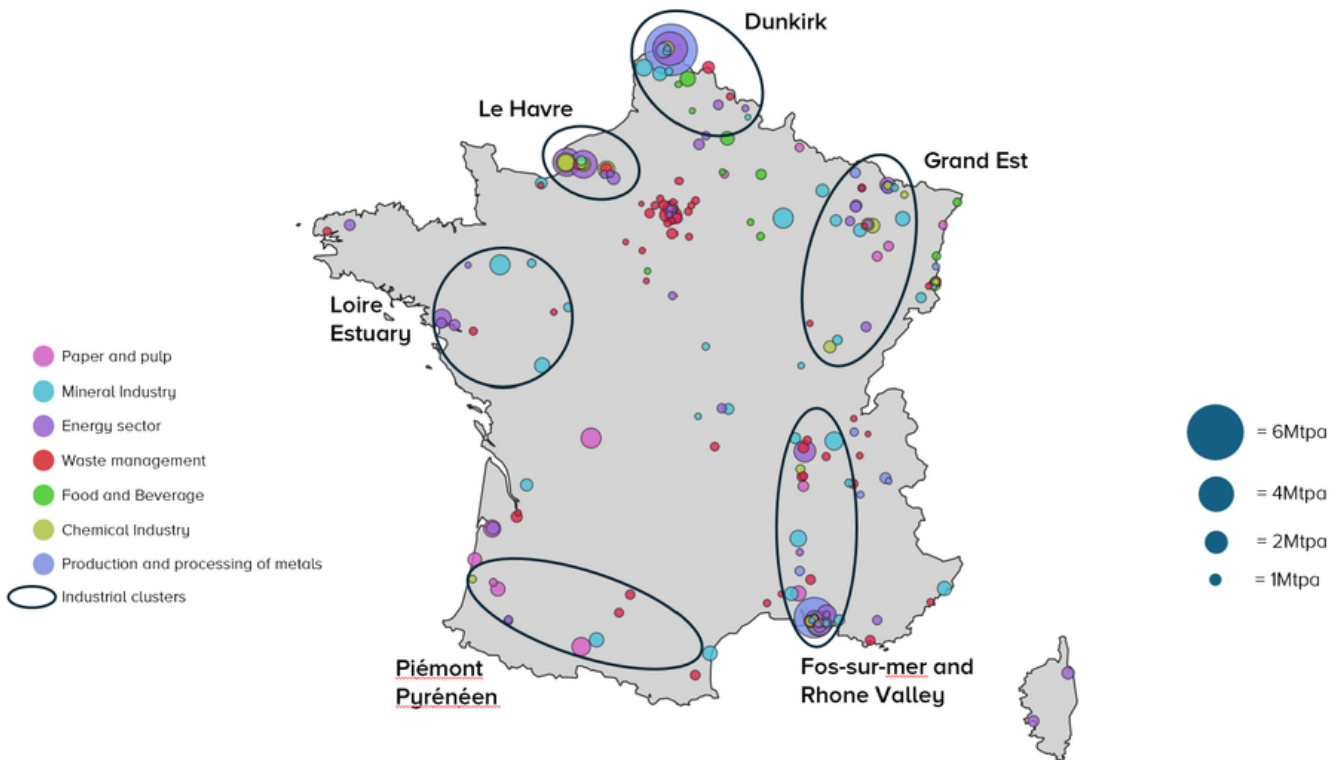 Dunkirk
Le Havre
Grand Est
Loire
Estuary
Paper and pulp
Mineral Industry
Energy sector
Waste management
Food and Beverage
Chemical Industry
Production and processing of metals
Industrial clusters
= 6Mtpa
= 4Mtpa
= 2Mtpa
= 1Mtpa
Piémont
Pyrénéen
Fos-sur-mer and
Rhone Valley